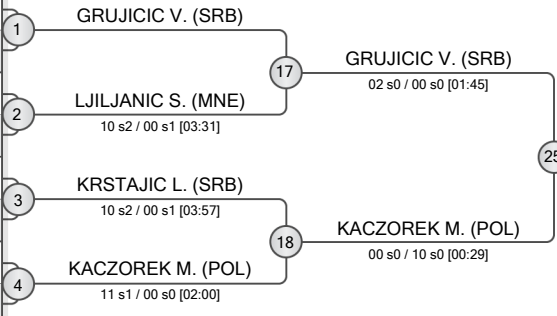 1
GRUJICIC V. (SRB)
17
GRUJICIC V. (SRB)
02 s0 / 00 s0 [01:45]
2
LJILJANIC S. (MNE)
10 s2 / 00 s1 [03:31]
25
3
KRSTAJIC L. (SRB)
10 s2 / 00 s1 [03:57]
18
KACZOREK M. (POL)
00 s0 / 10 s0 [00:29]
4
KACZOREK M. (POL)
11 s1 / 00 s0 [02:00]